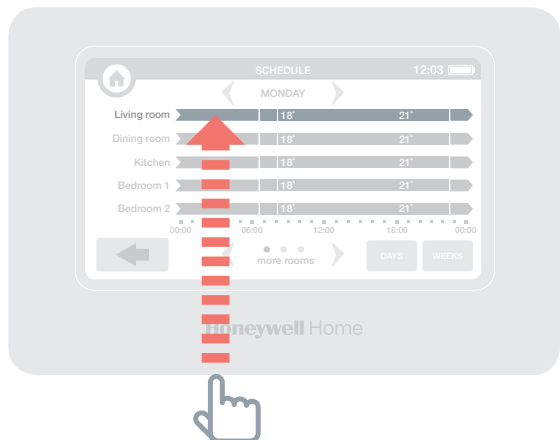 SCHEDULE 12:03
MONDAY
Living room 18° 21°
Dining room 18° 21°
Kitchen 18° 21°
Bedroom 1 18° 21°
Bedroom 2 18° 21°
00:00 06:00 12:00 18:00 00:00
more rooms DAYS WEEKS
Honeywell Home